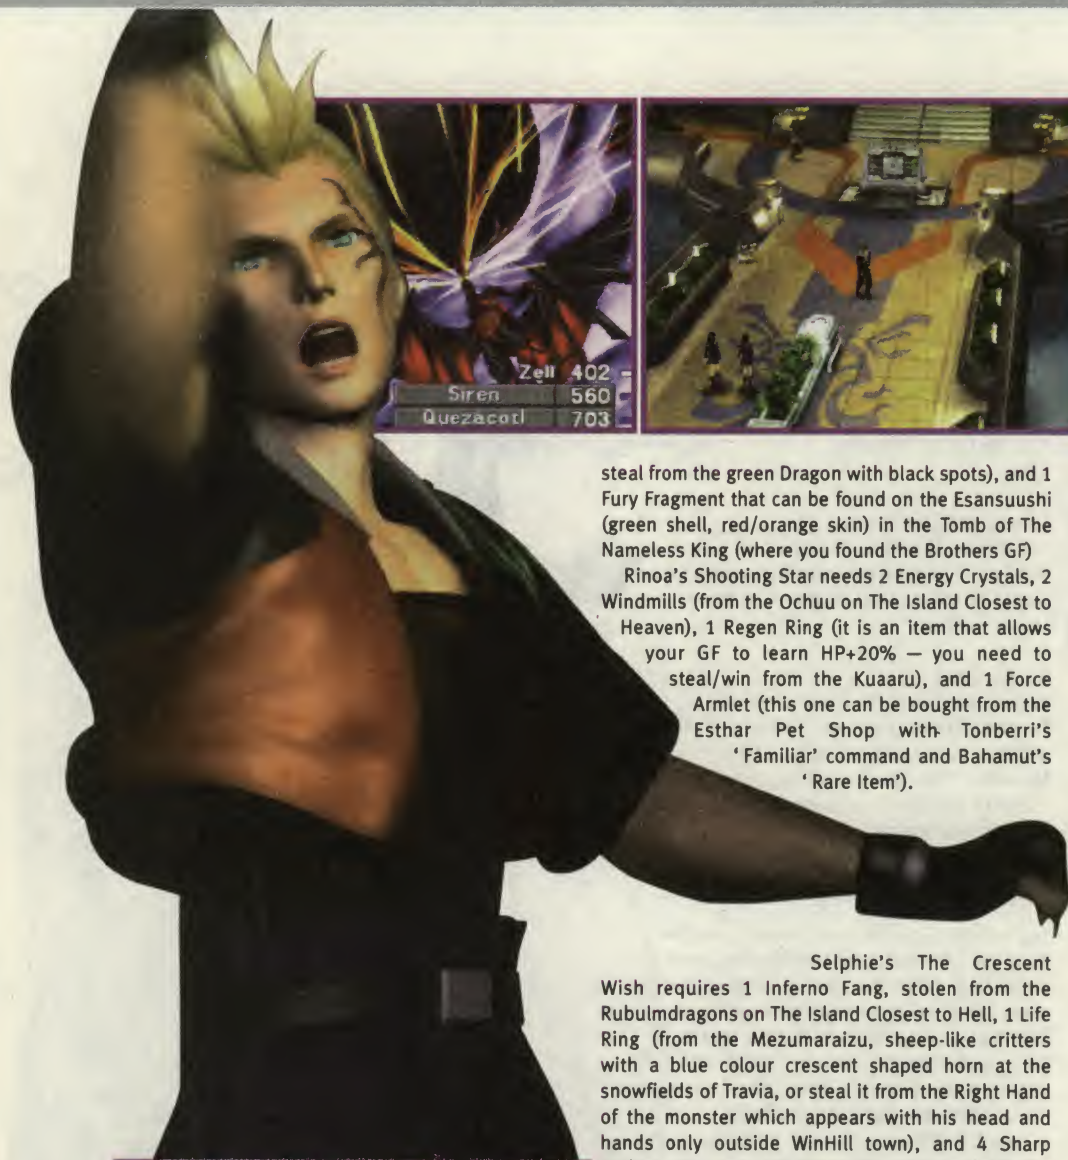 Zell 402
Siren 560
Quezacotl 703
steal from the green Dragon with black spots), and 1
Fury Fragment that can be found on the Esansuushi
(green shell, red/orange skin) in the Tomb of The
Nameless King (where you found the Brothers GF)
Rinoa's Shooting Star needs 2 Energy Crystals, 2
Windmills (from the Ochuu on The Island Closest to
Heaven), 1 Regen Ring (it is an item that allows
your GF to learn HP+20% — you need to
steal/win from the Kuaaru), and 1 Force
Armlet (this one can be bought from the
Esthar Pet Shop with Tonberri's
'Familiar' command and Bahamut's
'Rare Item').
Selphie's The Crescent
Wish requires 1 Inferno Fang, stolen from the
Rubulmdragons on The Island Closest to Hell, 1 Life
Ring (from the Mezumaraizu, sheep-like critters
with a blue colour crescent shaped horn at the
snowfields of Travia, or steal it from the Right Hand
of the monster which appears with his head and
hands only outside WinHill town), and 4 Sharp